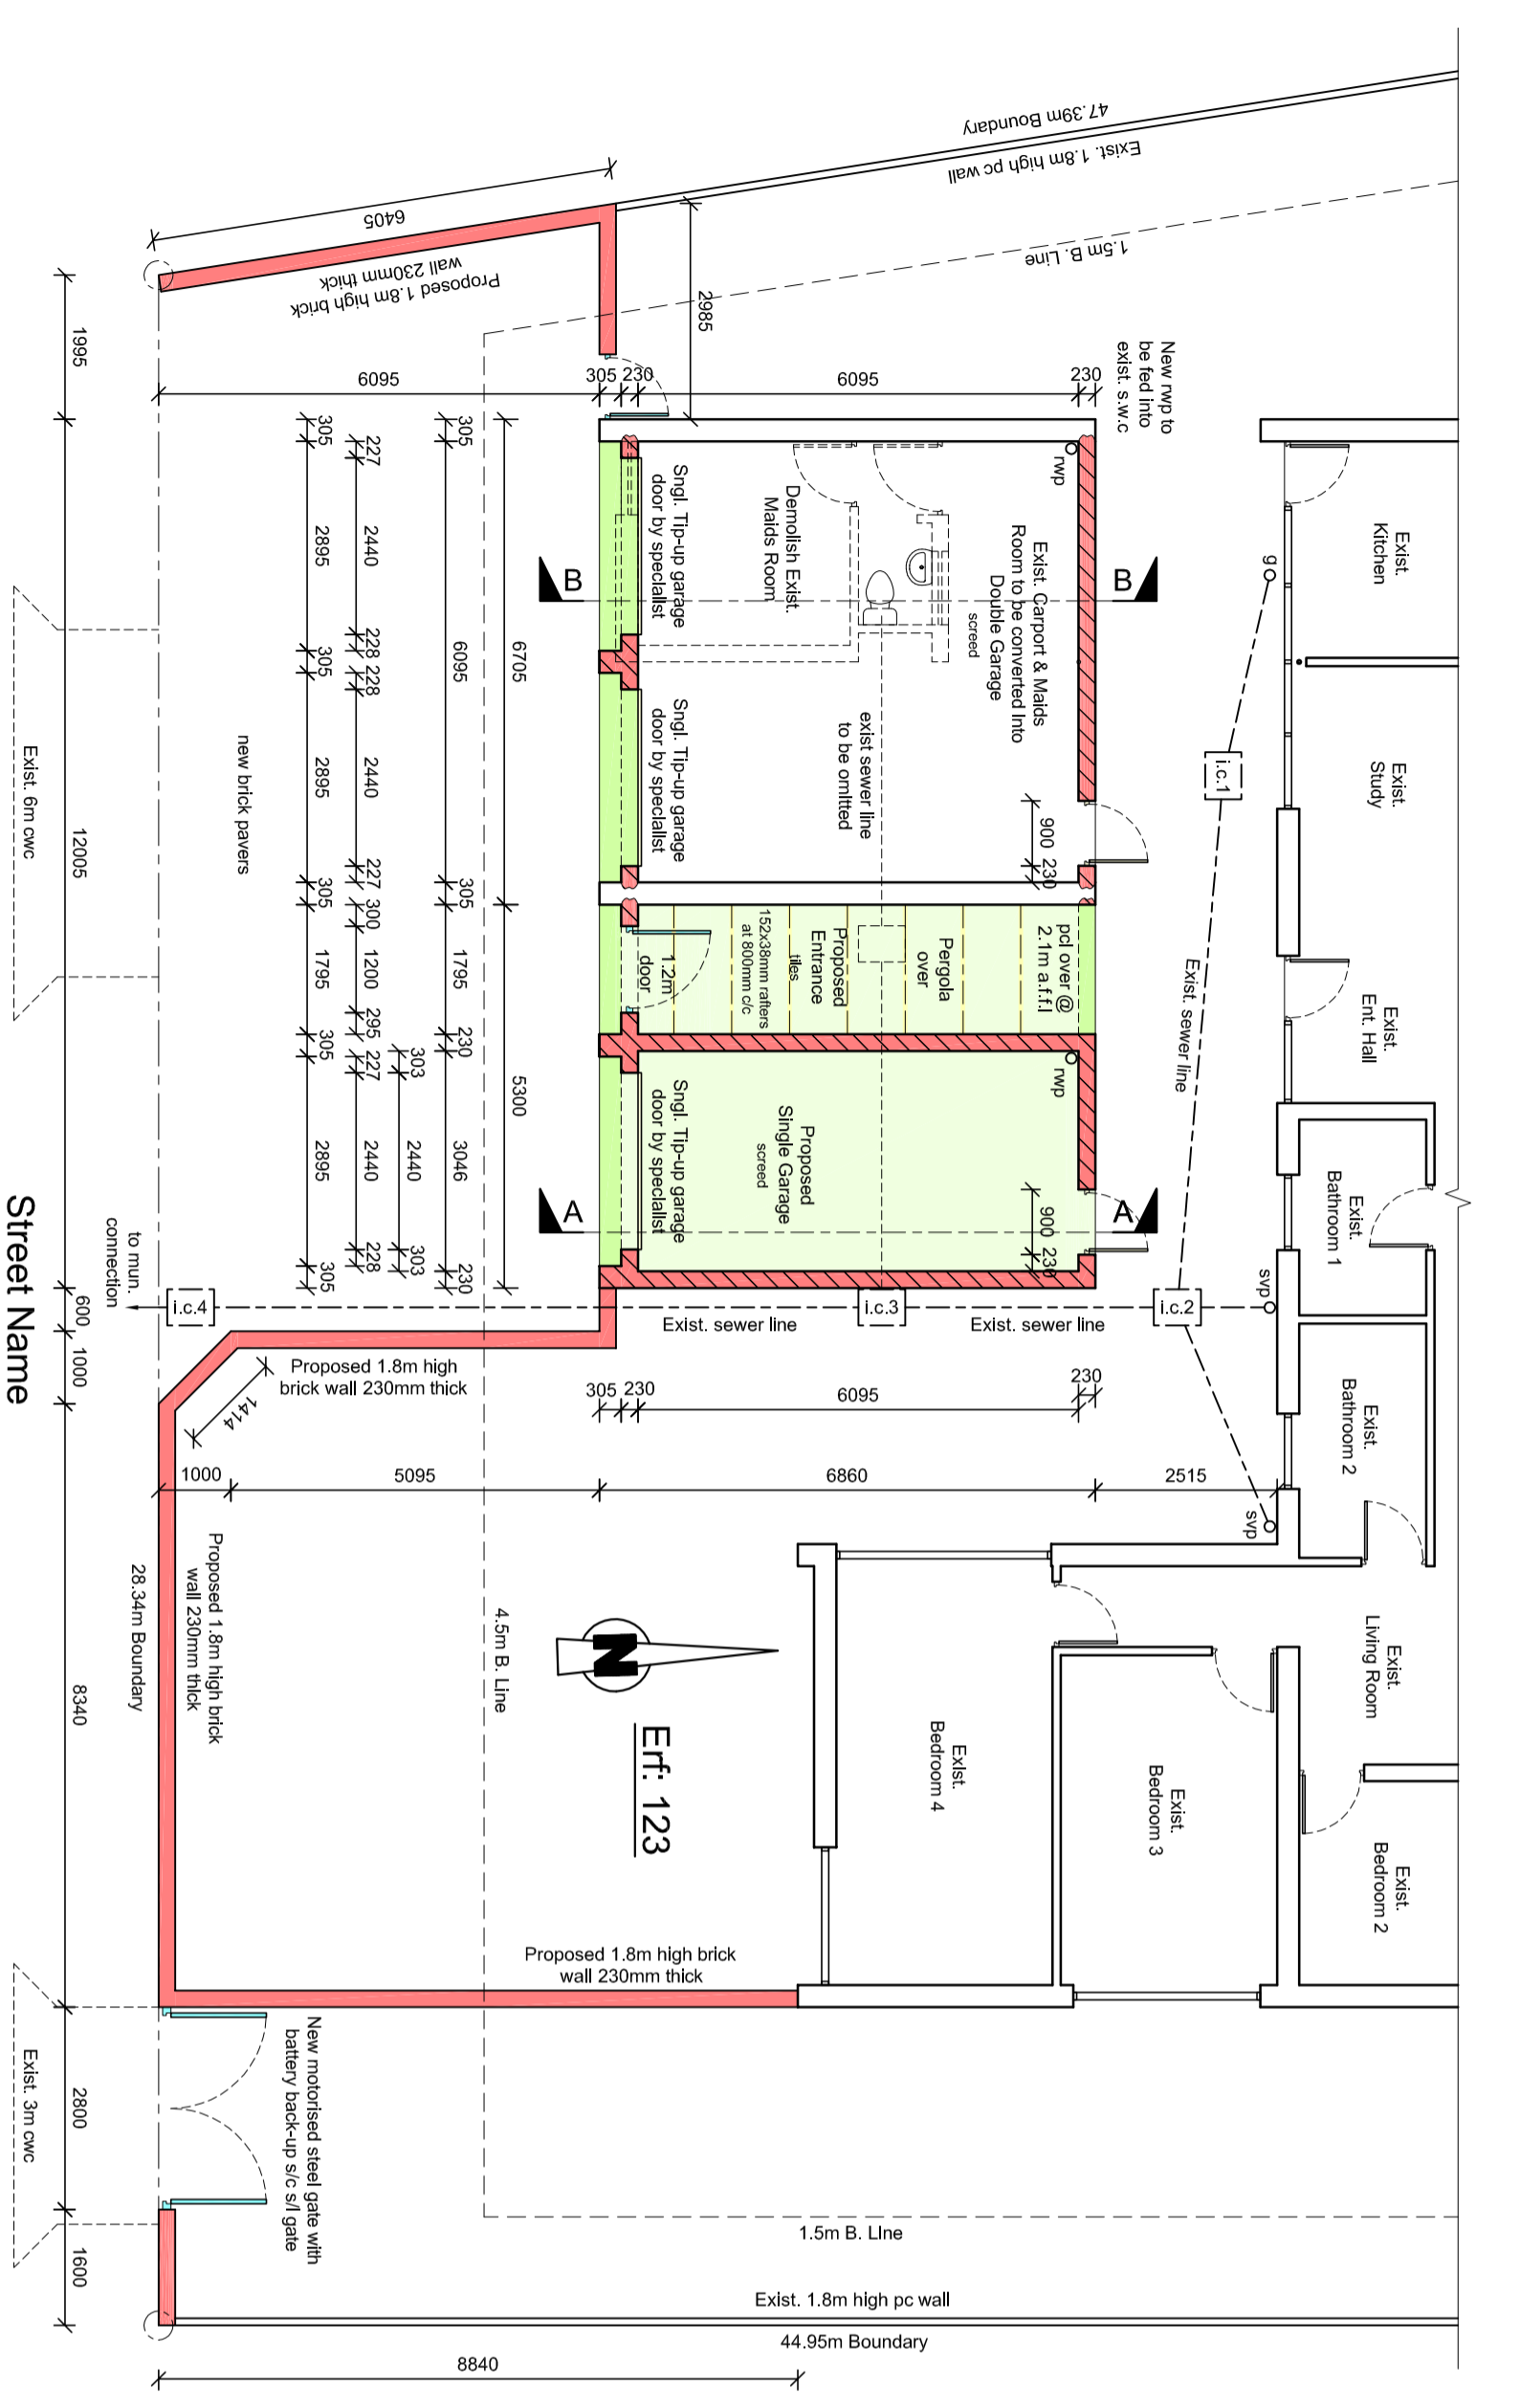 47.39m Boundary
Exist. 1.8m high pc wall
1.5m B. Line
6405
Proposed 1.8m high brick
wall 230mm thick
2985
1995
6095
305
230
6095
230
New rwp to
be fed into
exist. s.w.c
Exist.
Kitchen
Exist.
Study
Exist.
Ent. Hall
Exist.
Bathroom 1
Exist.
Bathroom 2
Exist.
Living Room
Exist.
Bedroom 2
Exist.
Bedroom 3
Exist.
Bedroom 4
g
i.c.1
Exist. sewer line
svp
i.c.2
svp
rwp
Exist. Carport & Maids
Room to be converted Into
Double Garage
screed
Demolish Exist.
Maids Room
Sngl. Tip-up garage
door by specialist
Sngl. Tip-up garage
door by specialist
exist sewer line
to be omitted
B
B
900
230
pcl over @
2.1m a.f.f.l
Pergola
over
Proposed
Entrance
tiles
152x38mm rafters
at 800mm c/c
1.2m
door
rwp
Proposed
Single Garage
screed
Sngl. Tip-up garage
door by specialist
A
A
900
230
305
6705
5300
305
6095
305
1795
230
3046
230
303
2440
303
227
2440
228
228
2440
227
300
1200
295
227
2440
228
305
2895
305
2895
305
1795
305
2895
305
new brick pavers
12005
600
1000
8340
2800
1600
Exist. 6m cwc
Exist. 3m cwc
Street Name
to mun.
connection
i.c.4
i.c.3
Exist. sewer line
Exist. sewer line
Proposed 1.8m high
brick wall 230mm thick
1414
305
230
6095
230
1000
5095
6860
2515
Proposed 1.8m high brick
wall 230mm thick
28.34m Boundary
4.5m B. Line
N
Erf: 123
Proposed 1.8m high brick
wall 230mm thick
New motorised steel gate with
battery back-up s/c s/l gate
1.5m B. LIne
Exist. 1.8m high pc wall
44.95m Boundary
8840